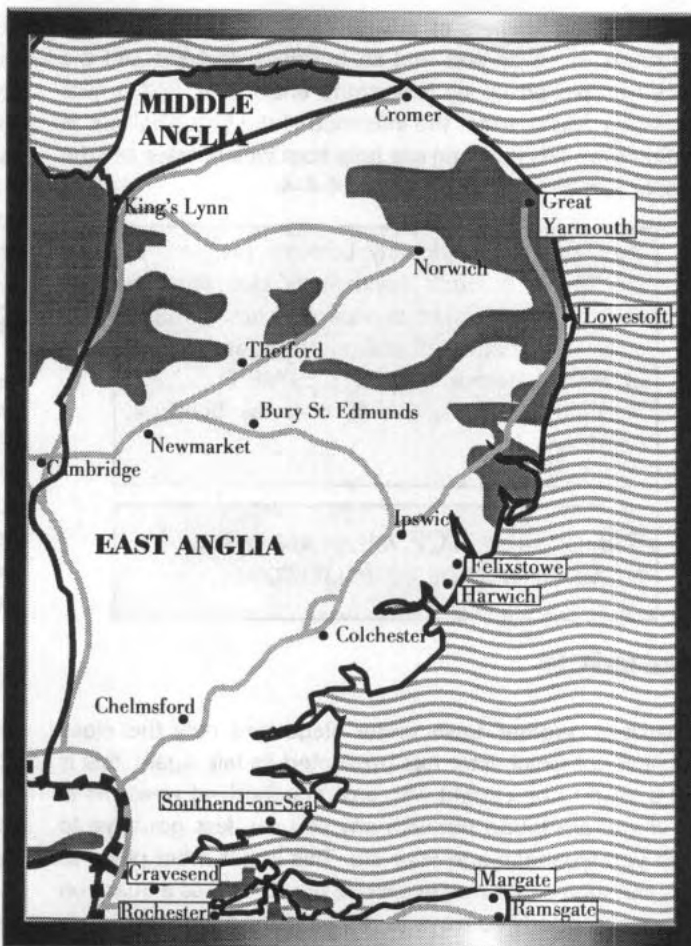 MIDDLE
ANGLIA
Cromer
King's Lynn
Great
Yarmouth
Norwich
Lowestoft
Thetford
Bury St. Edmunds
Newmarket
Cambridge
Ipswich
EAST ANGLIA
Felixstowe
Harwich
Colchester
Chelmsford
Southend-on-Sea
Gravesend
Margate
Rochester
Ramsgate